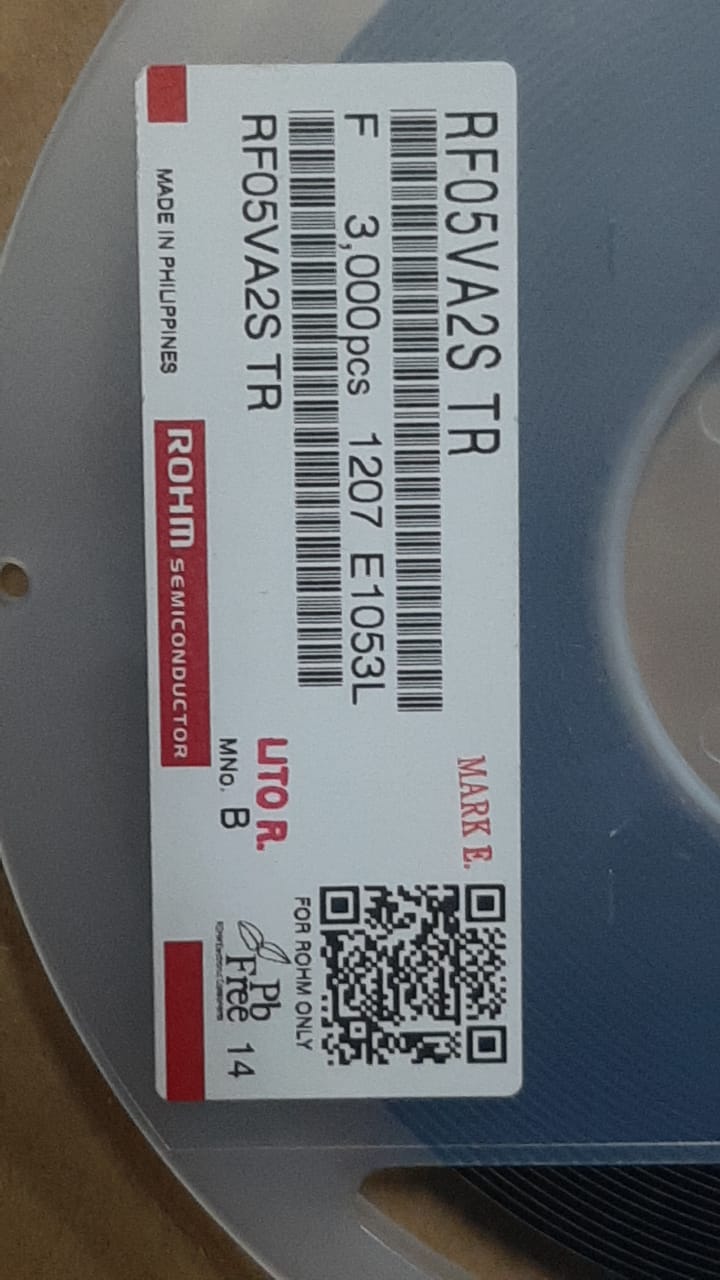 RF05VA2S TR
MARK E.
F 3,000pcs 1207 E1053L
RF05VA2S TR
LITO R.
MNo. B
FOR ROHM ONLY
Pb
Free 14
MADE IN PHILIPPINES
ROHM SEMICONDUCTOR